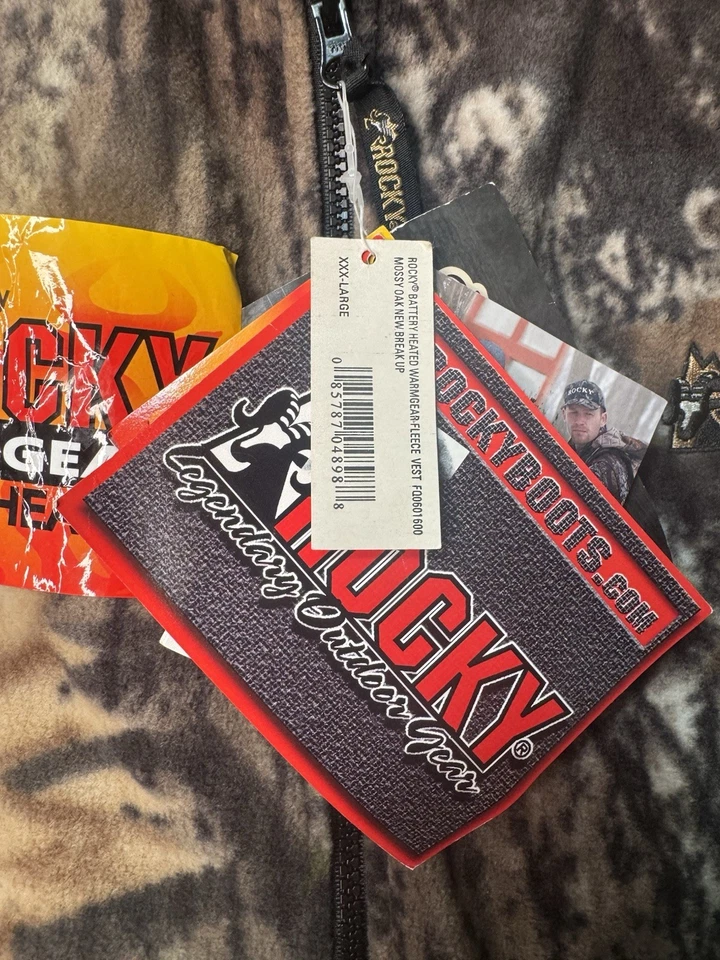 ROCKY
ROCKY® BATTERY HEATED WARMGEAR FLEECE VEST FQ0601600
MOSSY OAK NEW BREAK UP
XXX-LARGE
0 85787 04898 8
ROCKYBOOTS.COM
ROCKY
ROCKY®
Legendary Outdoor Gear